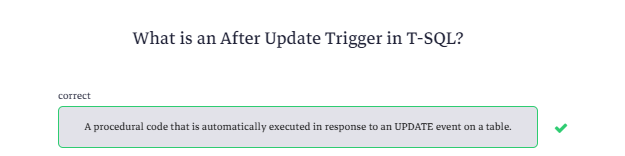 What is an After Update Trigger in T-SQL?
correct
A procedural code that is automatically executed in response to an UPDATE event on a table.